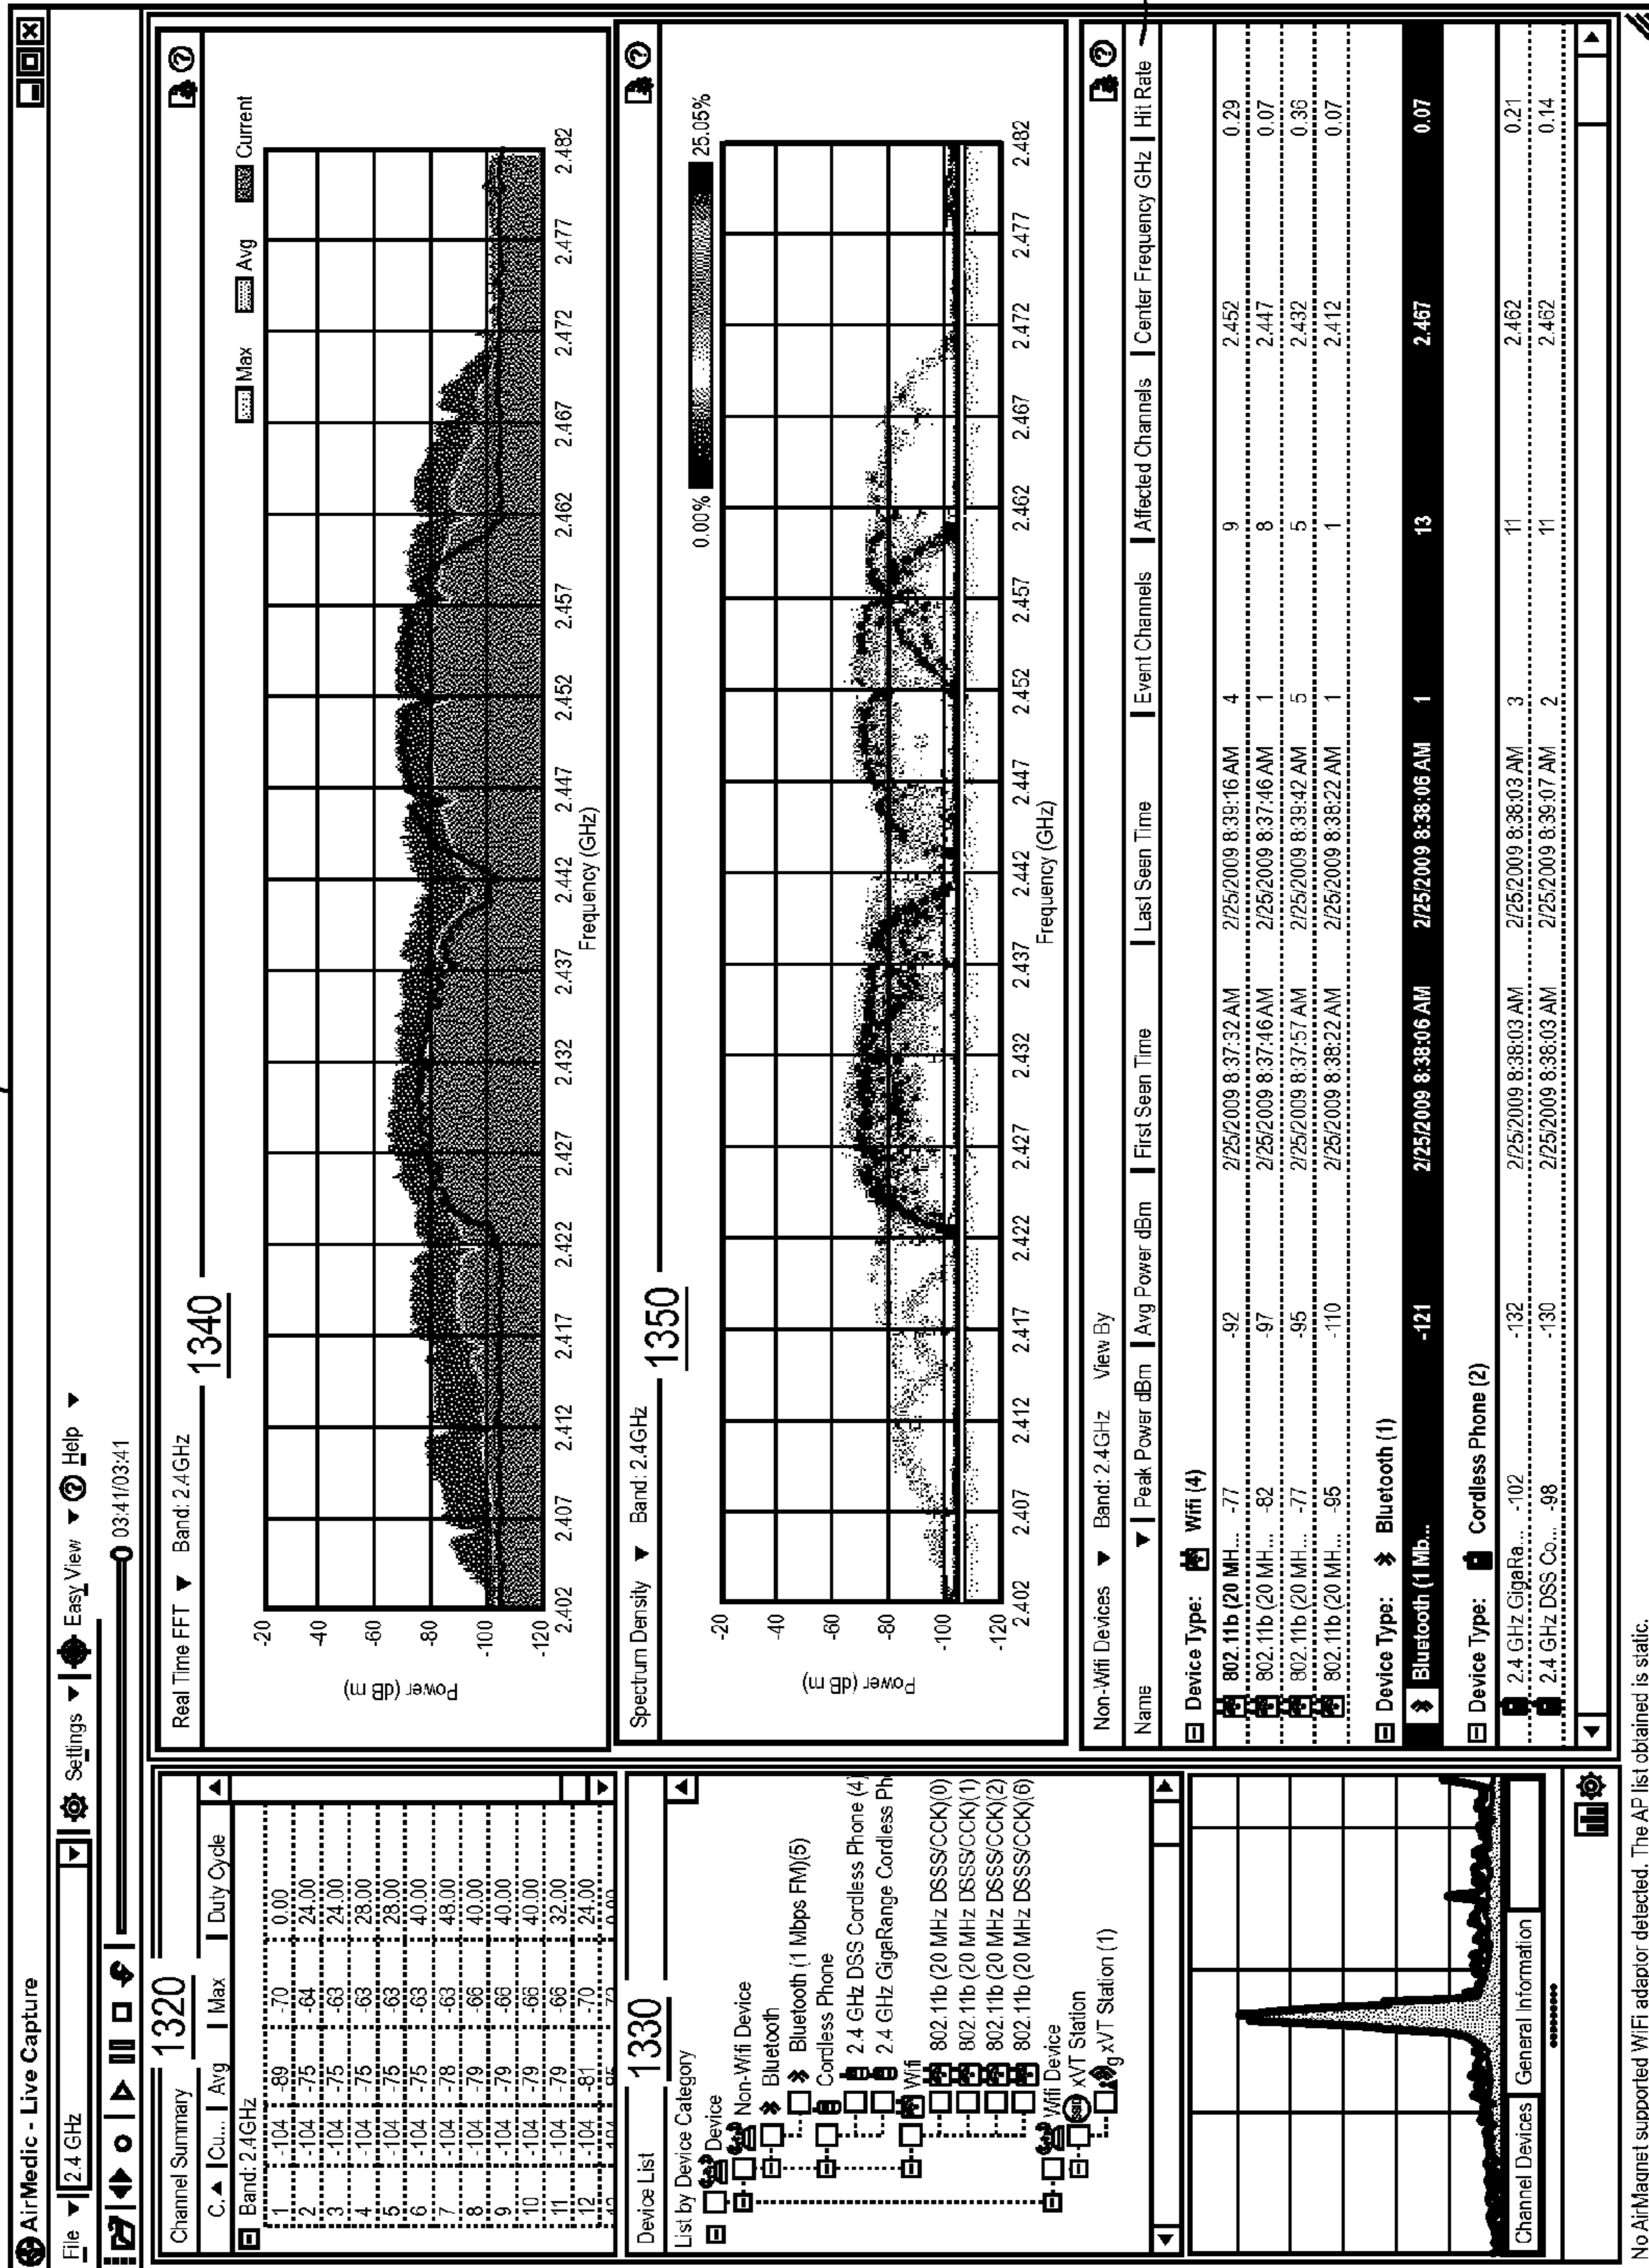 AirMedic - Live Capture
File 2.4 GHz Settings Easy View Help
03:41/03:41
Channel Summary 1320
C. Cu... Avg Max Duty Cycle
Band: 2.4GHz
1 -104 -89 -70 0.00
2 -104 -75 -64 24.00
3 -104 -75 -63 24.00
4 -104 -75 -63 28.00
5 -104 -75 -63 28.00
6 -104 -75 -63 40.00
7 -104 -78 -63 48.00
8 -104 -79 -66 40.00
9 -104 -79 -66 40.00
10 -104 -79 -66 40.00
11 -104 -79 -66 32.00
12 -104 -81 -70 24.00
Device List 1330
List by Device Category
Device
Non-Wifi Device
Bluetooth
Bluetooth (1 Mbps FM)(5)
Cordless Phone
2.4 GHz DSS Cordless Phone (4)
2.4 GHz GigaRange Cordless Ph
Wifi
802.11b (20 MHz DSSS/CCK)(0)
802.11b (20 MHz DSSS/CCK)(1)
802.11b (20 MHz DSSS/CCK)(2)
802.11b (20 MHz DSSS/CCK)(6)
Wifi Device
xVT Station
g xVT Station (1)
Channel Devices General Information
Real Time FFT Band: 2.4GHz
1340
Max Avg Current
Power (dB m)
-20
-40
-60
-80
-100
-120
2.402 2.407 2.412 2.417 2.422 2.427 2.432 2.437 2.442 2.447 2.452 2.457 2.462 2.467 2.472 2.477 2.482
Frequency (GHz)
Spectrum Density Band: 2.4GHz
1350
0.00% 25.05%
Power (dB m)
-20
-40
-60
-80
-100
-120
2.402 2.407 2.412 2.417 2.422 2.427 2.432 2.437 2.442 2.447 2.452 2.457 2.462 2.467 2.472 2.477 2.482
Frequency (GHz)
Non-Wifi Devices Band: 2.4GHz View By
Name Peak Power dBm Avg Power dBm First Seen Time Last Seen Time Event Channels Affected Channels Center Frequency GHz Hit Rate
Device Type: Wifi (4)
802.11b (20 MH... -77 -92 2/25/2009 8:37:32 AM 2/25/2009 8:39:16 AM 4 9 2.452 0.29
802.11b (20 MH... -82 -97 2/25/2009 8:37:46 AM 2/25/2009 8:37:46 AM 1 8 2.447 0.07
802.11b (20 MH... -77 -95 2/25/2009 8:37:57 AM 2/25/2009 8:39:42 AM 5 5 2.432 0.36
802.11b (20 MH... -95 -110 2/25/2009 8:38:22 AM 2/25/2009 8:38:22 AM 1 1 2.412 0.07
Device Type: Bluetooth (1)
Bluetooth (1 Mb... -121 2/25/2009 8:38:06 AM 2/25/2009 8:38:06 AM 1 13 2.467 0.07
Device Type: Cordless Phone (2)
2.4 GHz GigaRa... -102 -132 2/25/2009 8:38:03 AM 2/25/2009 8:38:03 AM 3 11 2.462 0.21
2.4 GHz DSS Co... -98 -130 2/25/2009 8:38:03 AM 2/25/2009 8:39:07 AM 2 11 2.462 0.14
No AirMagnet supported WiFi adaptor detected. The AP list obtained is static.